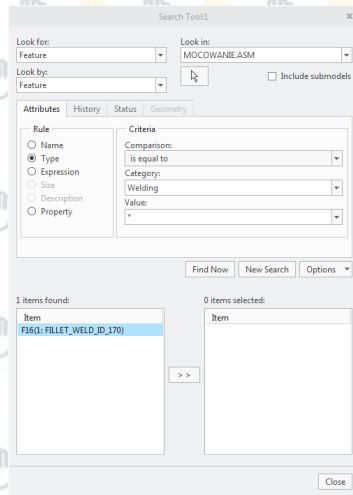 Search Tool:1
Look for:
Look in:
Feature
MOCOWANIE.ASM
Look by:
Feature
Include submodels
Attributes History Status Geometry
Rule
Name
Type
Expression
Size
Description
Property
Criteria
Comparison:
is equal to
Category:
Welding
Value:
*
Find Now New Search Options
1 items found:
0 items selected:
Item
Item
F16(1: FILLET_WELD_ID_170)
> >
Close